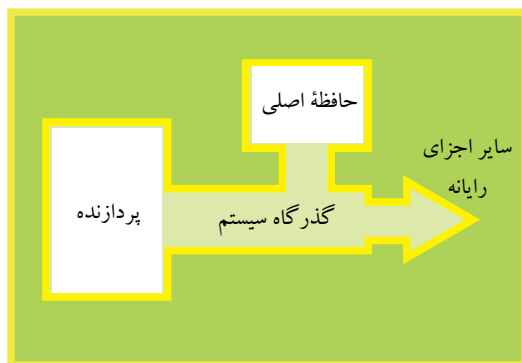 حافظهٔ اصلی
سایر اجزای
رایانه
پردازنده
گذرگاه سیستم